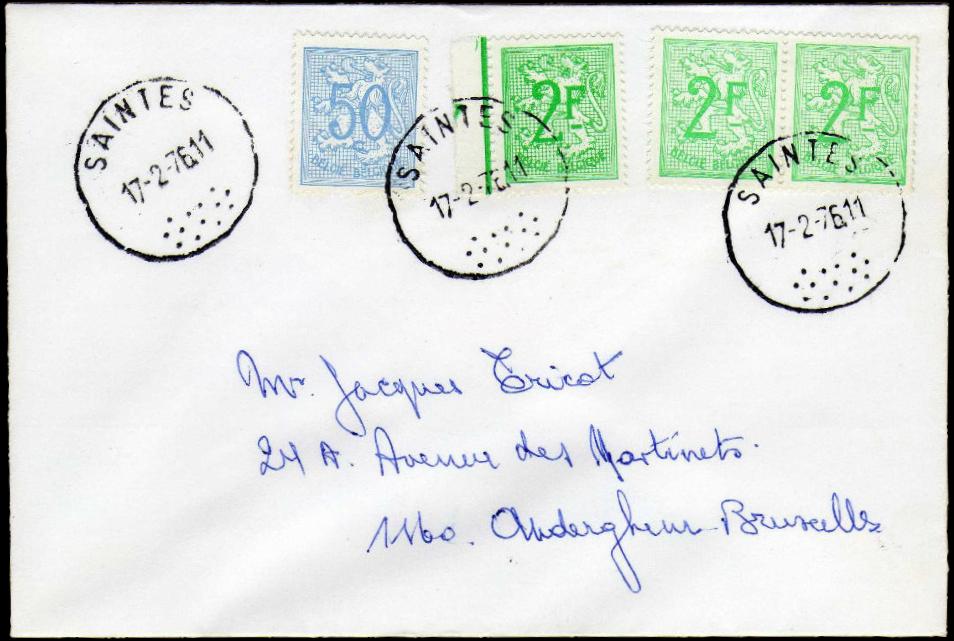 SAINTES
17-2-76.11
50
BELGIE BELGIQUE
SAINTES
17-2-76.11
2F
BELGIE BELGIQUE
2F
BELGIE BELGIQUE
2F
BELGIE BELGIQUE
SAINTES
17-2-76.11
Mr. Jacques Tricot
24 A. Avenue des Martinets.
1160. Auderghem-Bruxelles